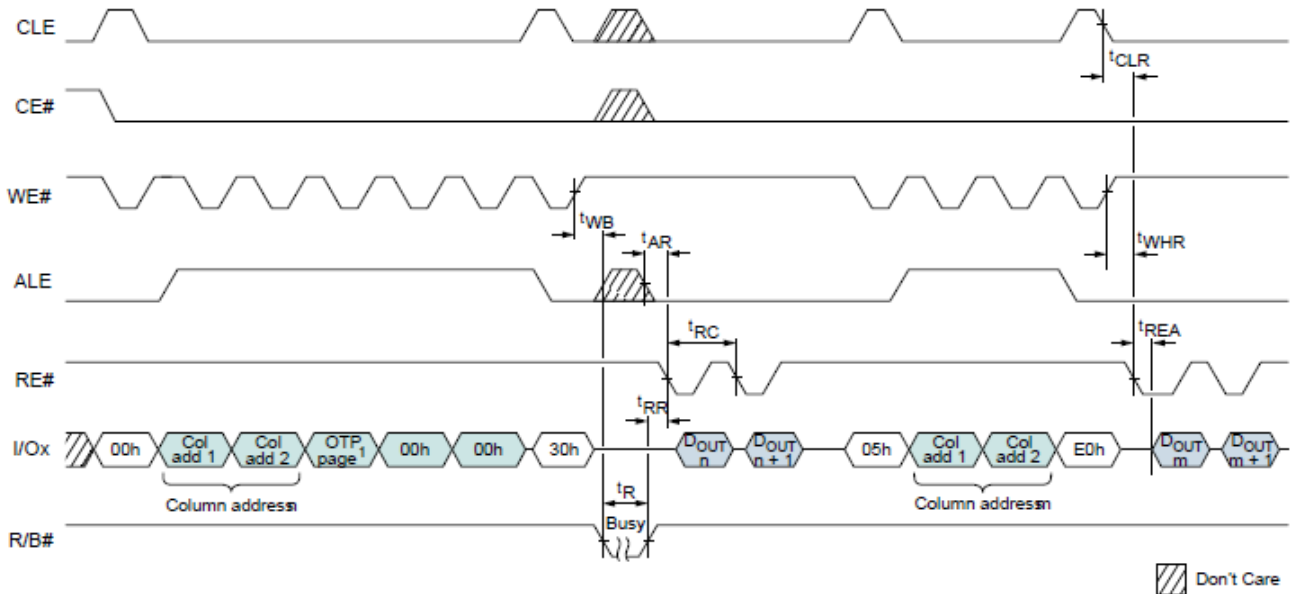 CLE
tCLR
CE#
WE#
tWB
tAR
tWHR
ALE
tRC
tREA
RE#
tRR
I/Ox
00h
Col add 1
Col add 2
OTP page1
00h
00h
30h
DOUT n
DOUT n + 1
05h
Col add 1
Col add 2
E0h
DOUT m
DOUT m + 1
Column address n
tR
Column address m
Busy
R/B#
Don't Care